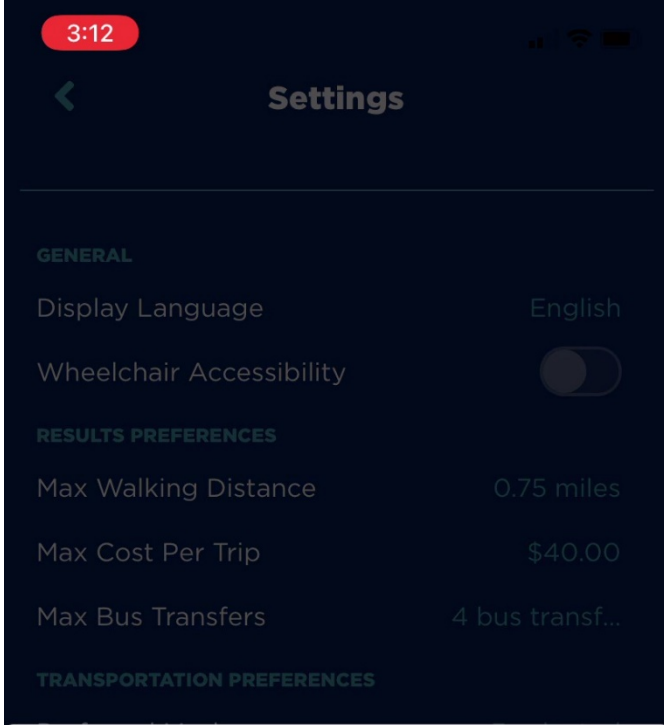 3:12
Settings
GENERAL
Display Language English
Wheelchair Accessibility
RESULTS PREFERENCES
Max Walking Distance 0.75 miles
Max Cost Per Trip $40.00
Max Bus Transfers 4 bus transf...
TRANSPORTATION PREFERENCES